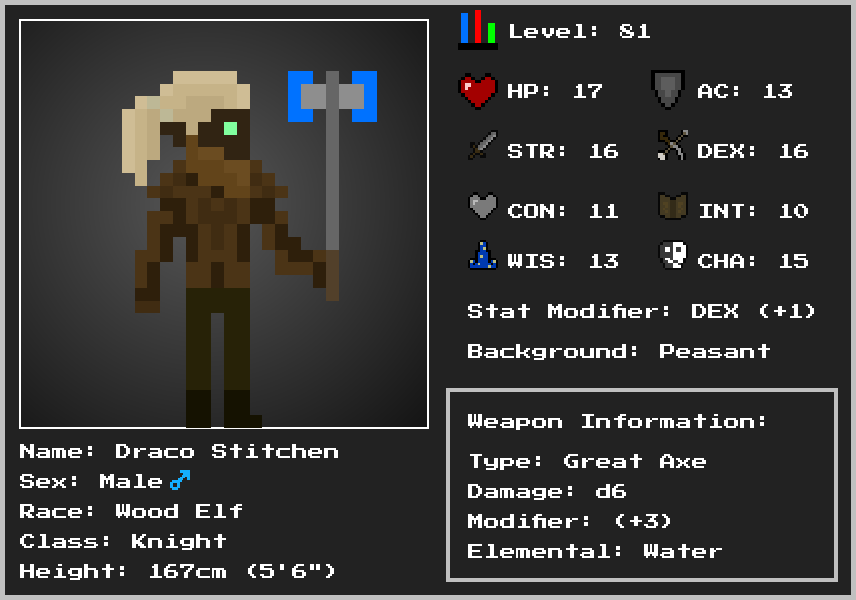 Level: 81
HP: 17
AC: 13
STR: 16
DEX: 16
CON: 11
INT: 10
WIS: 13
CHA: 15
Stat Modifier: DEX (+1)
Background: Peasant
Weapon Information:
Type: Great Axe
Damage: d6
Modifier: (+3)
Elemental: Water
Name: Draco Stitchen
Sex: Male♂
Race: Wood Elf
Class: Knight
Height: 167cm (5'6")